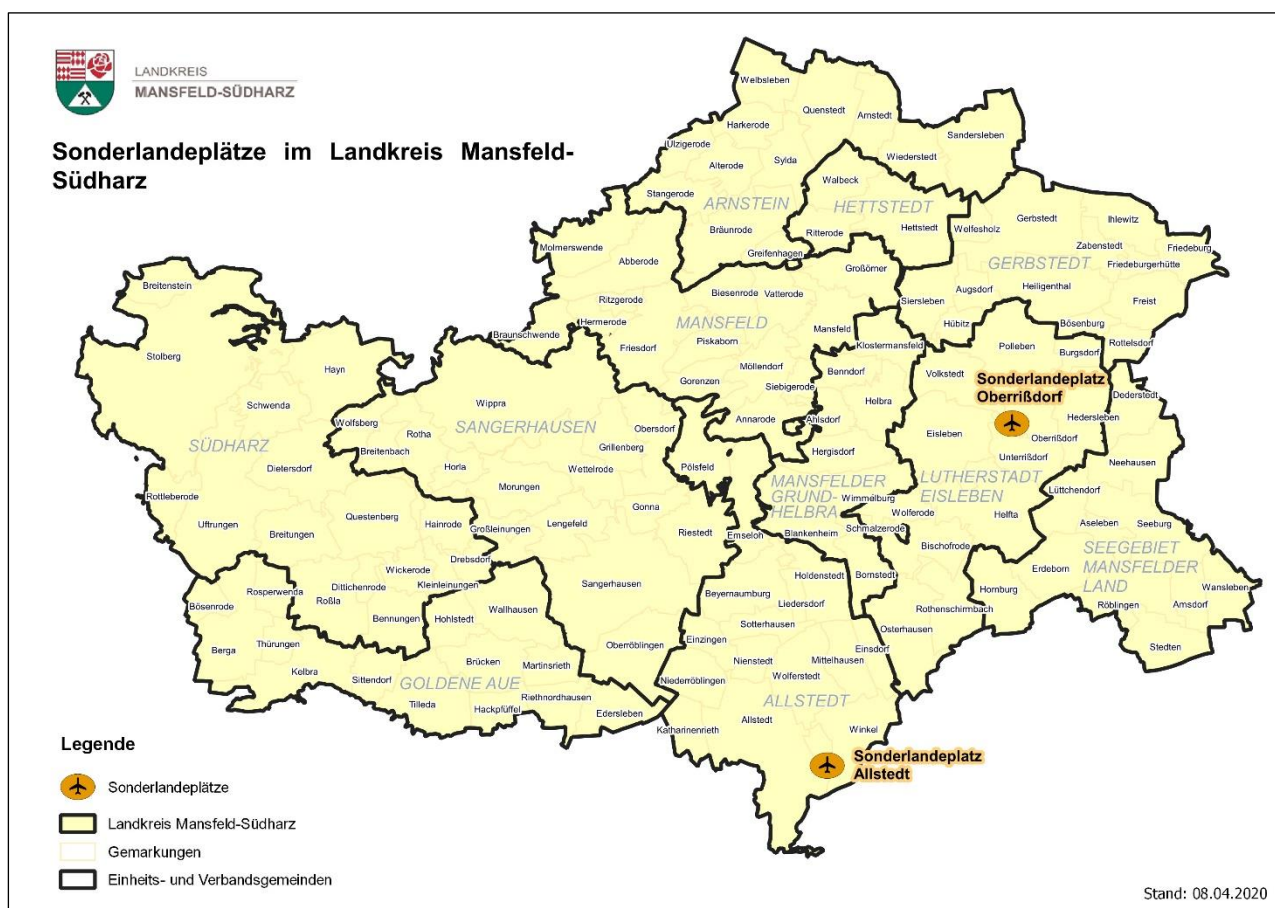 LANDKREIS
MANSFELD-SÜDHARZ
Sonderlandeplätze im Landkreis Mansfeld-
Südharz
Welbsleben
Quenstedt
Arnstedt
Harkerode
Sandersleben
Ulzigerode
Alterode
Sylda
Wiederstedt
Walbeck
Stangerode
ARNSTEIN
HETTSTEDT
Gerbstedt
Ihlewitz
Bräunrode
Ritterode
Hettstedt
Welfesholz
Molmerswende
Zabenstedt
Friedeburg
Greifenhagen
Abberode
GERBSTEDT
Friedeburgerhütte
Großörner
Breitenstein
Biesenrode
Vatterode
Augsdorf
Heiligenthal
Ritzgerode
Siersleben
Freist
Hermerode
MANSFELD
Hübitz
Bösenburg
Braunschwende
Mansfeld
Piskaborn
Friesdorf
Klostermansfeld
Polleben
Rottelsdorf
Burgsdorf
Stolberg
Möllendorf
Hayn
Benndorf
Volkstedt
Sonderlandeplatz
Oberrißdorf
Gorenzen
Siebigerode
Dederstedt
Helbra
Schwenda
Wippra
Annarode
Ahlsdorf
Hedersleben
Wolfsberg
SANGERHAUSEN
Obersdorf
Rotha
Eisleben
Oberrißdorf
SÜDHARZ
Grillenberg
Breitenbach
Hergisdorf
Unterrißdorf
Neehausen
Dietersdorf
Horla
Wettelrode
Pölsfeld
MANSFELDER
GRUND-
HELBRA
LUTHERSTADT
EISLEBEN
Morungen
Lüttchendorf
Rottleberode
Wimmelburg
Gonna
Wolferode
Helfta
Questenberg
Uftrungen
Hainrode
Großleinungen
Lengefeld
Aseleben
Seeburg
Schmalzerode
Breitungen
Riestedt
Emseloh
Blankenheim
Bischofrode
SEEGEBIET
MANSFELDER
LAND
Drebsdorf
Wickerode
Erdeborn
Holdenstedt
Bornstedt
Kleinleinungen
Sangerhausen
Dittichenrode
Rosperwenda
Hornburg
Wansleben
Beyernaumburg
Roßla
Liedersdorf
Bösenrode
Röblingen
Amsdorf
Wallhausen
Rothenschirmbach
Bennungen
Hohlstedt
Sotterhausen
Osterhausen
Einzingen
Thürungen
Oberröblingen
Stedten
Berga
Einsdorf
Brücken
Martinsrieth
Nienstedt
Mittelhausen
Kelbra
Wolferstedt
Sittendorf
GOLDENE AUE
Niederröblingen
Riethnordhausen
ALLSTEDT
Tilleda
Hackpfüffel
Edersleben
Allstedt
Katharinenrieth
Winkel
Sonderlandeplatz
Allstedt
Legende
Sonderlandeplätze
Landkreis Mansfeld-Südharz
Gemarkungen
Einheits- und Verbandsgemeinden
Stand: 08.04.2020